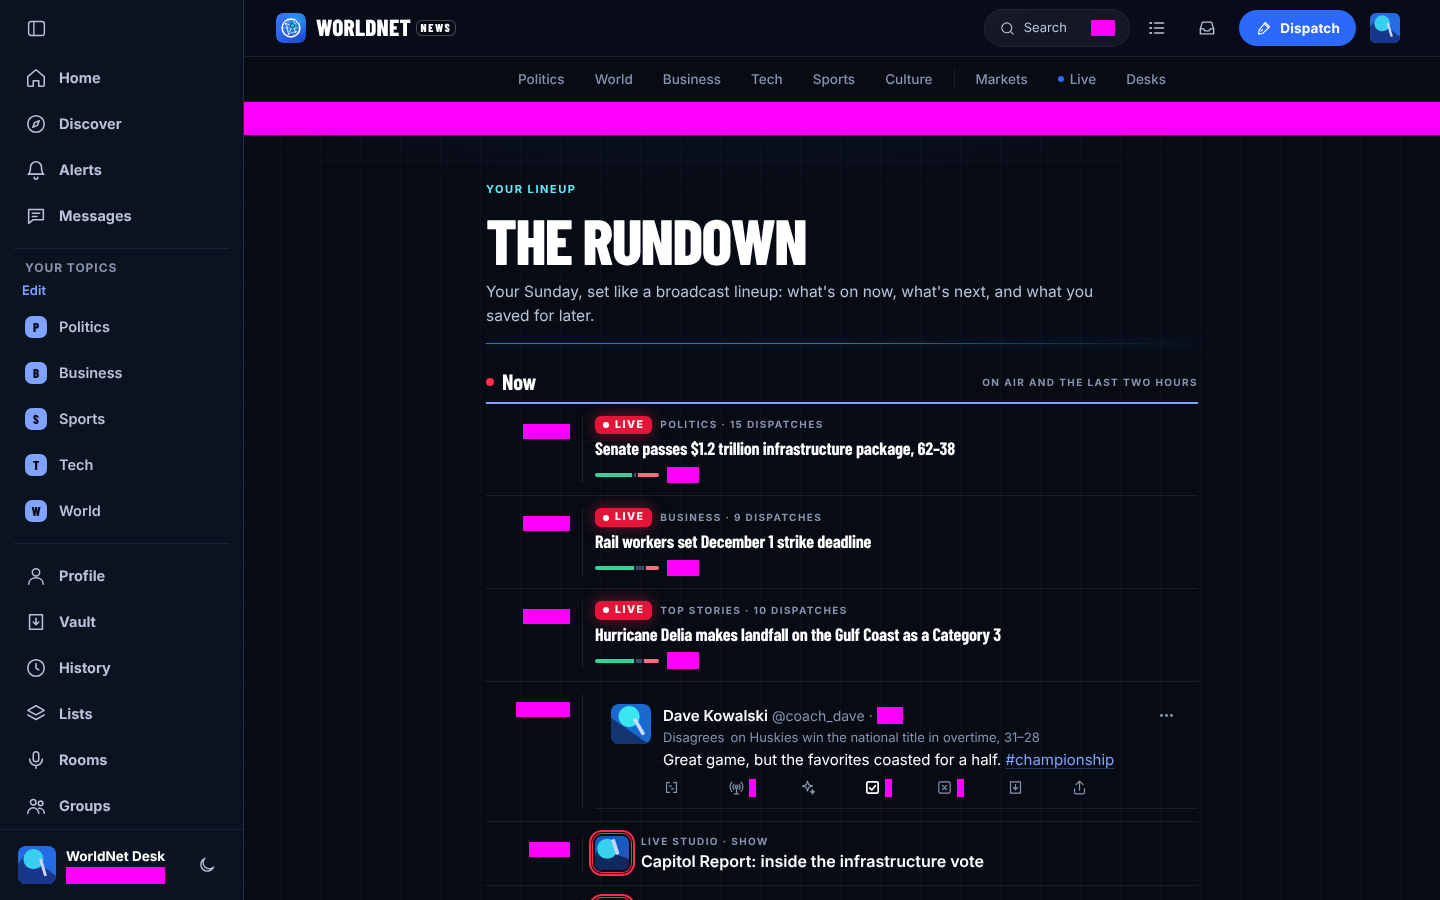 WORLDNET NEWS
Search
Dispatch
Politics World Business Tech Sports Culture Markets Live Desks
Home
Discover
Alerts
Messages
YOUR TOPICS
Edit
P Politics
B Business
S Sports
T Tech
W World
Profile
Vault
History
Lists
Rooms
Groups
WorldNet Desk
YOUR LINEUP
THE RUNDOWN
Your Sunday, set like a broadcast lineup: what's on now, what's next, and what you
saved for later.
Now
ON AIR AND THE LAST TWO HOURS
LIVE POLITICS · 15 DISPATCHES
Senate passes $1.2 trillion infrastructure package, 62–38
LIVE BUSINESS · 9 DISPATCHES
Rail workers set December 1 strike deadline
LIVE TOP STORIES · 10 DISPATCHES
Hurricane Delia makes landfall on the Gulf Coast as a Category 3
Dave Kowalski @coach_dave ·
Disagrees on Huskies win the national title in overtime, 31–28
Great game, but the favorites coasted for a half. #championship
LIVE STUDIO · SHOW
Capitol Report: inside the infrastructure vote